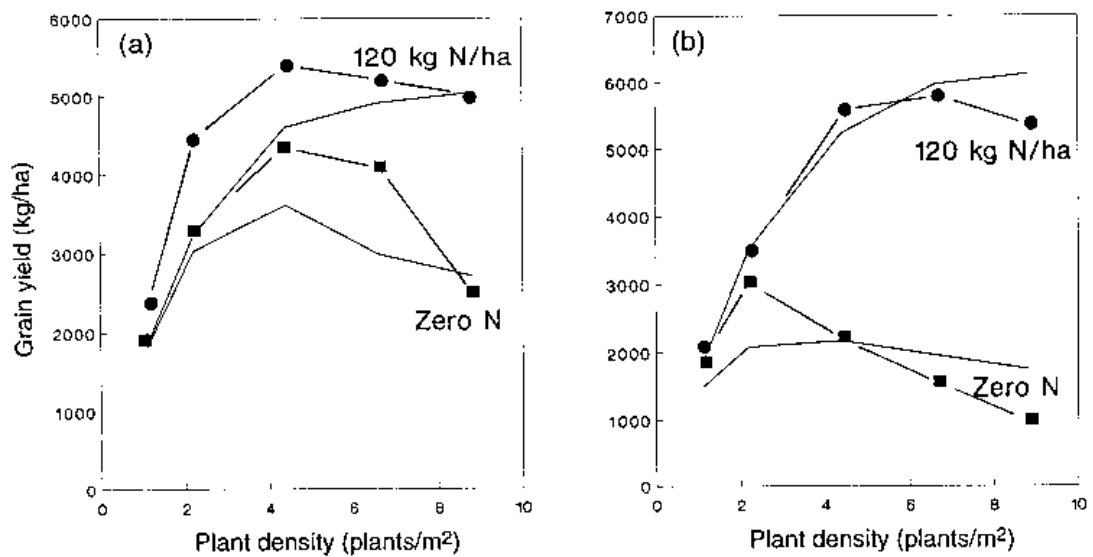 (a)
120 kg N/ha
Zero N
Grain yield (kg/ha)
6000
5000
4000
3000
2000
1000
0
0 2 4 6 8 10
Plant density (plants/m²)
(b)
120 kg N/ha
Zero N
7000
6000
5000
4000
3000
2000
1000
0
0 2 4 6 8 10
Plant density (plants/m²)